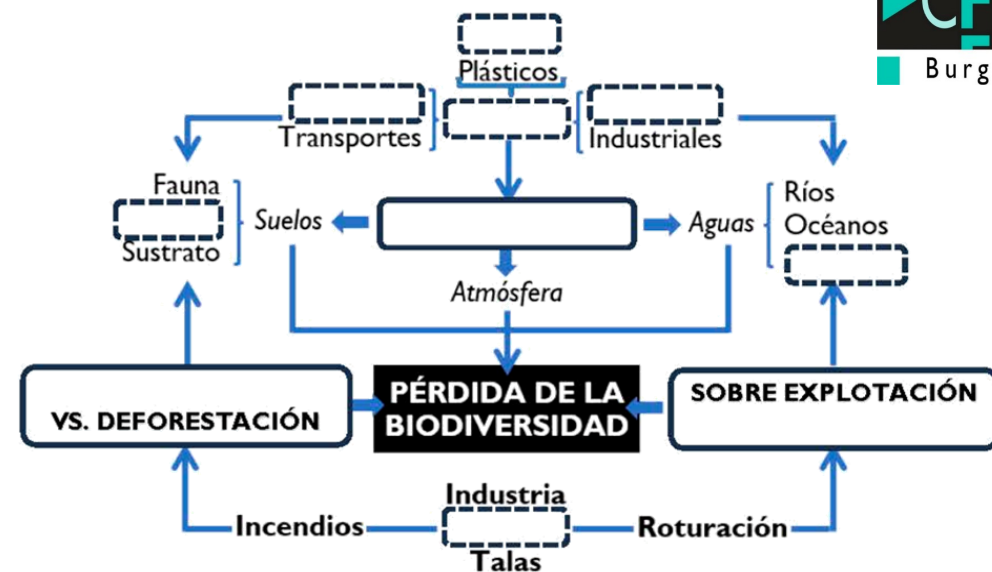 Burg
Plásticos
Transportes
Industriales
Fauna
Sustrato
Suelos
Aguas
Ríos
Océanos
Atmósfera
VS. DEFORESTACIÓN
PÉRDIDA DE LA
BIODIVERSIDAD
SOBRE EXPLOTACIÓN
Incendios
Industria
Talas
Roturación